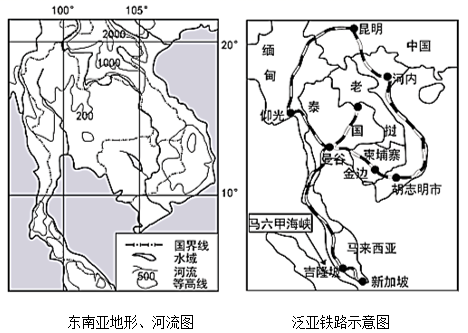 100°
105°
2000
1000
200
20°
10°
国界线
水域
河流
500
等高线
东南亚地形、河流图
昆明
缅甸
中国
河内
老挝
泰国
仰光
曼谷
柬埔寨
金边
胡志明市
马六甲海峡
马来西亚
吉隆坡
新加坡
泛亚铁路示意图